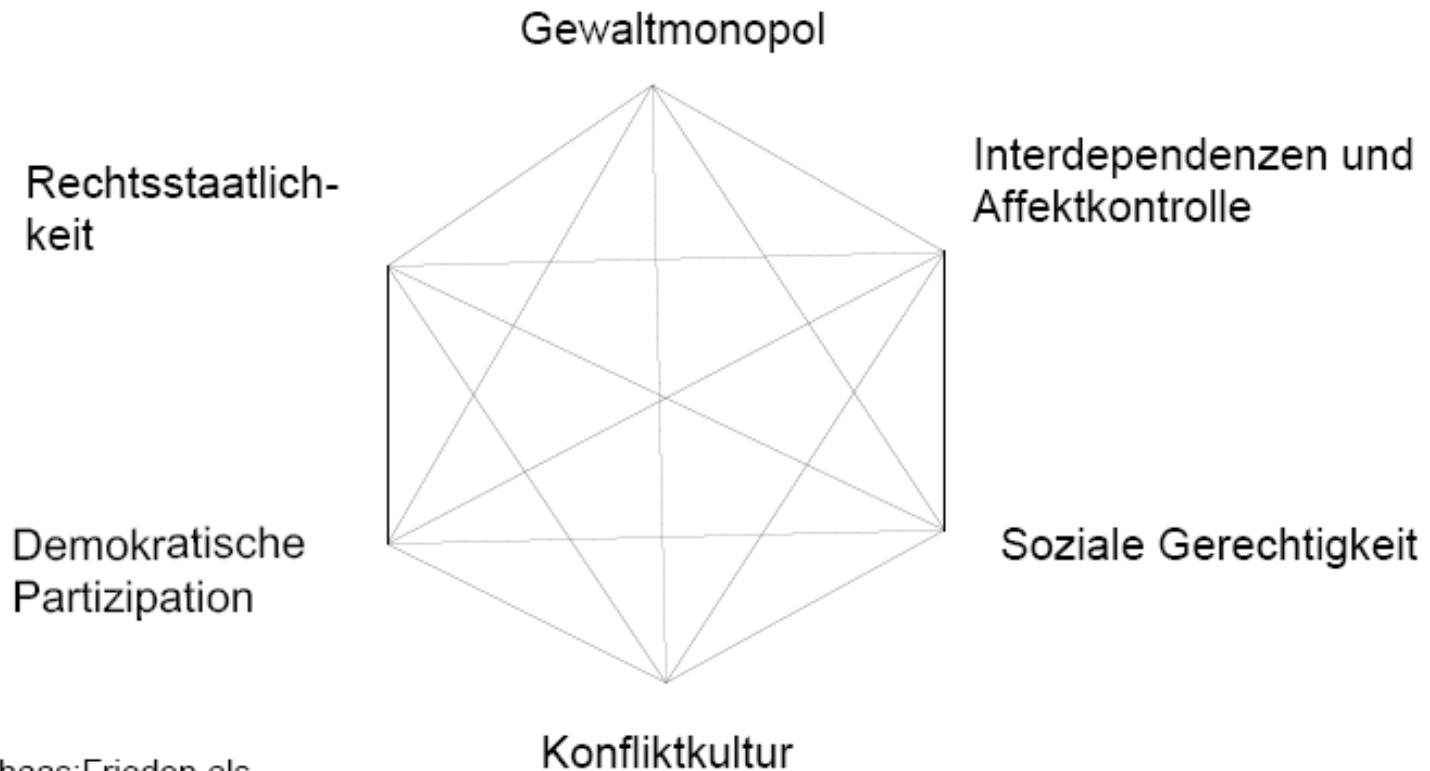 Gewaltmonopol
Interdependenzen und
Affektkontrolle
Rechtsstaatlich-
keit
Demokratische
Partizipation
Soziale Gerechtigkeit
Konfliktkultur